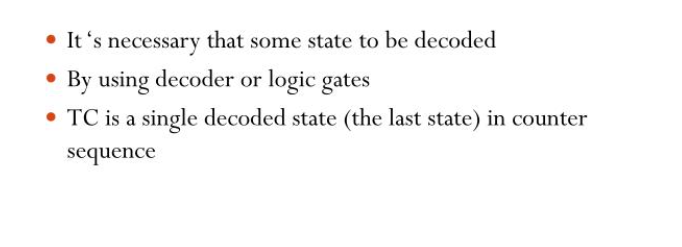 • It ‘s necessary that some state to be decoded
• By using decoder or logic gates
• TC is a single decoded state (the last state) in counter
sequence